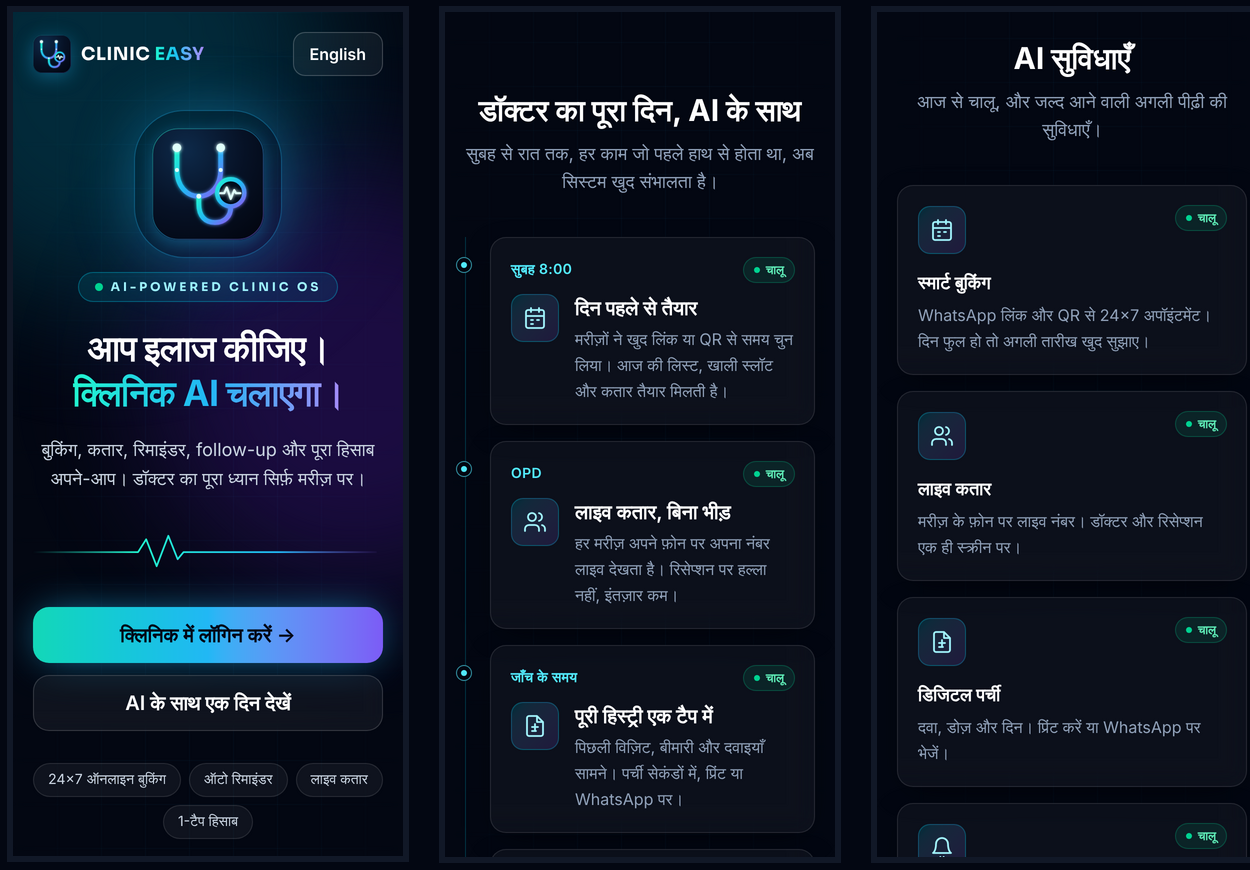 CLINIC EASY
English
AI-POWERED CLINIC OS
आप इलाज कीजिए।
क्लिनिक AI चलाएगा।
बुकिंग, कतार, रिमाइंडर, follow-up और पूरा हिसाब
अपने-आप। डॉक्टर का पूरा ध्यान सिर्फ़ मरीज़ पर।
क्लिनिक में लॉगिन करें →
AI के साथ एक दिन देखें
24×7 ऑनलाइन बुकिंग
ऑटो रिमाइंडर
लाइव कतार
1-टैप हिसाब
डॉक्टर का पूरा दिन, AI के साथ
सुबह से रात तक, हर काम जो पहले हाथ से होता था, अब
सिस्टम खुद संभालता है।
सुबह 8:00
चालू
दिन पहले से तैयार
मरीज़ों ने खुद लिंक या QR से समय चुन
लिया। आज की लिस्ट, खाली स्लॉट
और कतार तैयार मिलती है।
OPD
चालू
लाइव कतार, बिना भीड़
हर मरीज़ अपने फ़ोन पर अपना नंबर
लाइव देखता है। रिसेप्शन पर हल्ला
नहीं, इंतज़ार कम।
जाँच के समय
चालू
पूरी हिस्ट्री एक टैप में
पिछली विज़िट, बीमारी और दवाइयाँ
सामने। पर्ची सेकंडों में, प्रिंट या
WhatsApp पर।
AI सुविधाएँ
आज से चालू, और जल्द आने वाली अगली पीढ़ी की
सुविधाएँ।
चालू
स्मार्ट बुकिंग
WhatsApp लिंक और QR से 24×7 अपॉइंटमेंट।
दिन फुल हो तो अगली तारीख खुद सुझाए।
चालू
लाइव कतार
मरीज़ के फ़ोन पर लाइव नंबर। डॉक्टर और रिसेप्शन
एक ही स्क्रीन पर।
चालू
डिजिटल पर्ची
दवा, डोज़ और दिन। प्रिंट करें या WhatsApp पर
भेजें।
चालू